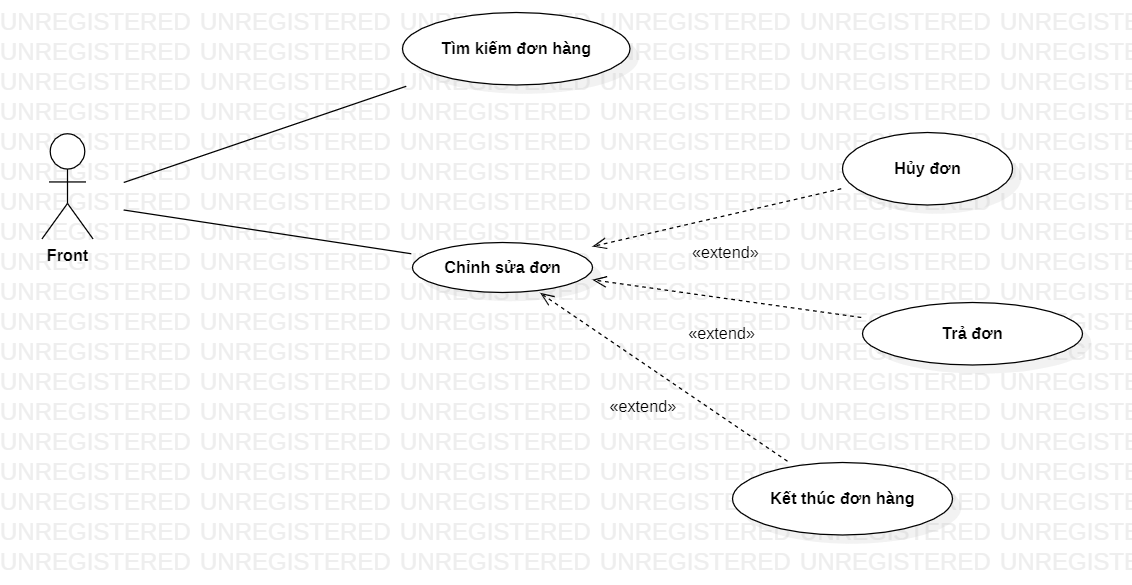 Tìm kiếm đơn hàng
Hủy đơn
Front
«extend»
Chỉnh sửa đơn
Trả đơn
«extend»
«extend»
Kết thúc đơn hàng
UNREGISTERED